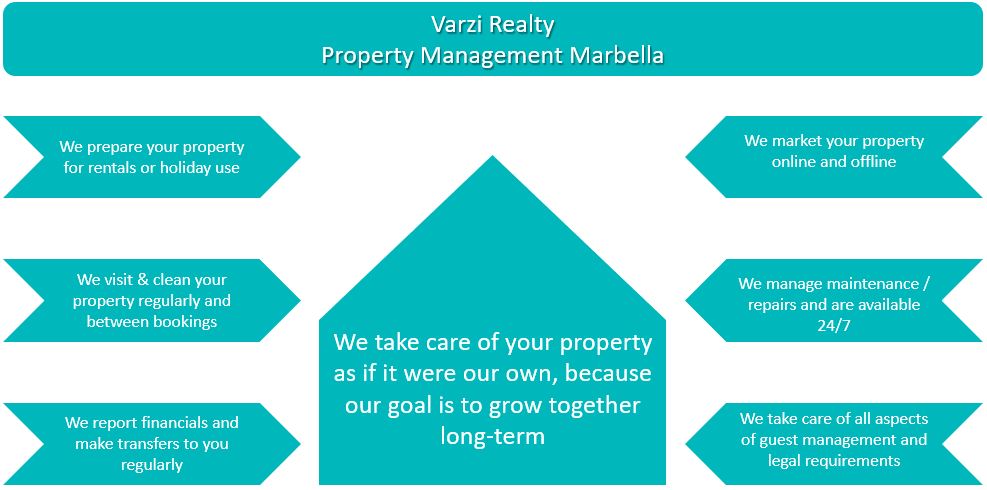 Varzi Realty
Property Management Marbella
We prepare your property
for rentals or holiday use
We market your property
online and offline
We visit & clean your
property regularly and
between bookings
We manage maintenance /
repairs and are available
24/7
We take care of your property
as if it were our own, because
our goal is to grow together
long-term
We report financials and
make transfers to you
regularly
We take care of all aspects
of guest management and
legal requirements